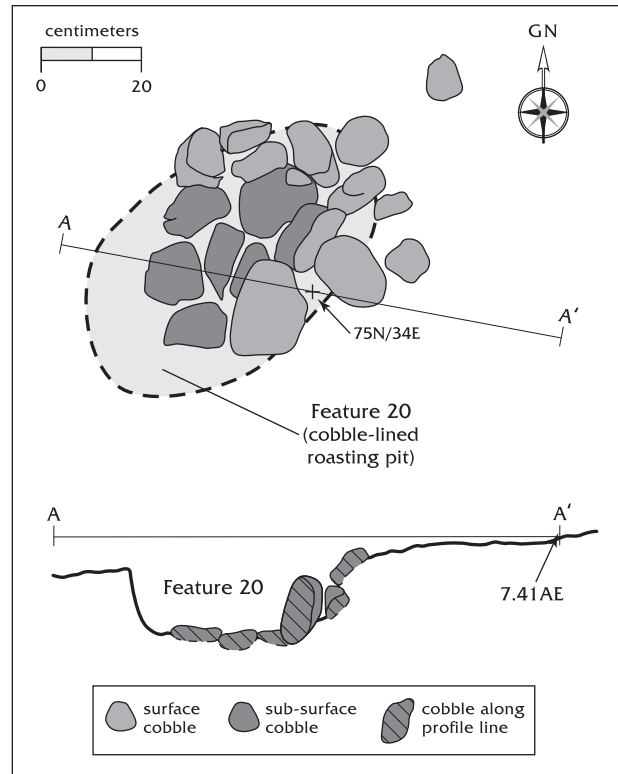 centimeters
0 20
GN
A
A'
75N/34E
Feature 20
(cobble-lined
roasting pit)
A
A'
Feature 20
7.41AE
surface
cobble
sub-surface
cobble
cobble along
profile line